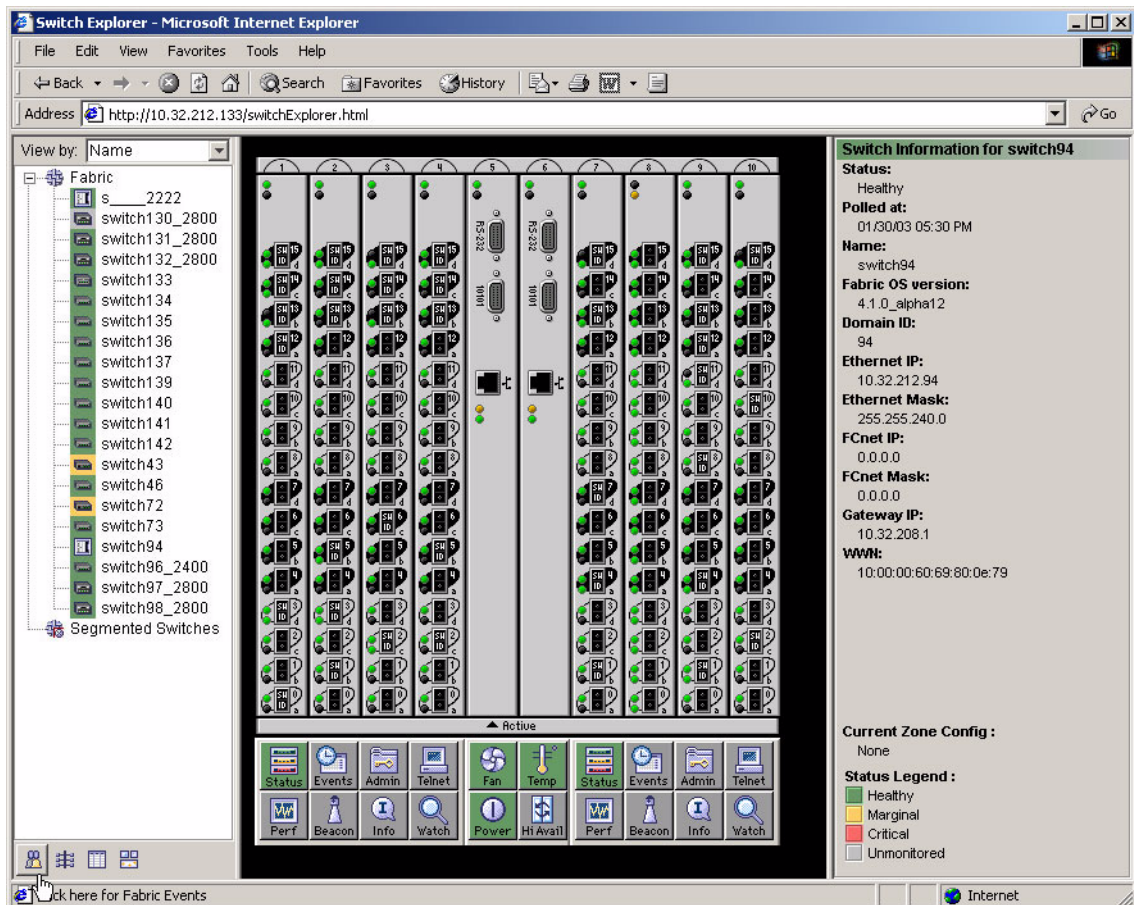 Switch Explorer - Microsoft Internet Explorer
File Edit View Favorites Tools Help
Back Search Favorites History
Address http://10.32.212.133/switchExplorer.html Go
View by: Name
Fabric
s____2222
switch130_2800
switch131_2800
switch132_2800
switch133
switch134
switch135
switch136
switch137
switch139
switch140
switch141
switch142
switch43
switch46
switch72
switch73
switch94
switch96_2400
switch97_2800
switch98_2800
Segmented Switches
1 2 3 4 5 6 7 8 9 10
RS-232 RS-232
10101 10101
Active
Status Events Admin Telnet Fan Temp Status Events Admin Telnet
Perf Beacon Info Watch Power Hi Avail Perf Beacon Info Watch
Switch Information for switch94
Status:
Healthy
Polled at:
01/30/03 05:30 PM
Name:
switch94
Fabric OS version:
4.1.0_alpha12
Domain ID:
94
Ethernet IP:
10.32.212.94
Ethernet Mask:
255.255.240.0
FCnet IP:
0.0.0.0
FCnet Mask:
0.0.0.0
Gateway IP:
10.32.208.1
WWN:
10:00:00:60:69:80:0e:79
Current Zone Config :
None
Status Legend :
Healthy
Marginal
Critical
Unmonitored
ck here for Fabric Events
Internet